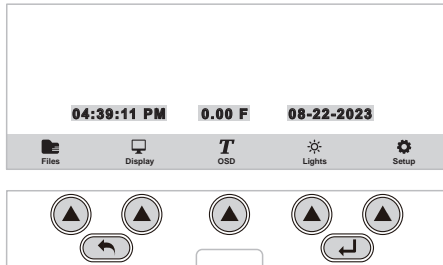 04:39:11 PM 0.00 F 08-22-2023
T
Files Display OSD Lights Setup